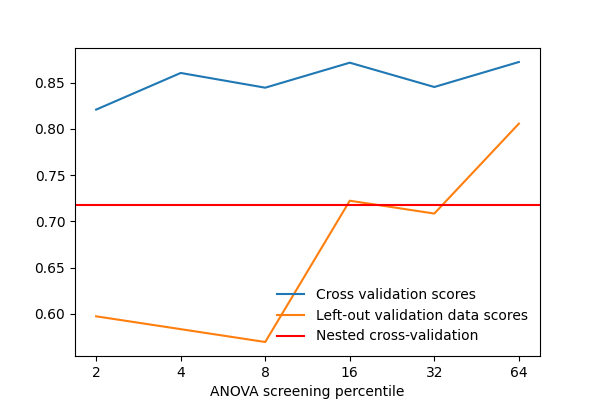 0.85
0.80
0.75
0.70
0.65
0.60
Cross validation scores
Left-out validation data scores
Nested cross-validation
2 4 8 16 32 64
ANOVA screening percentile